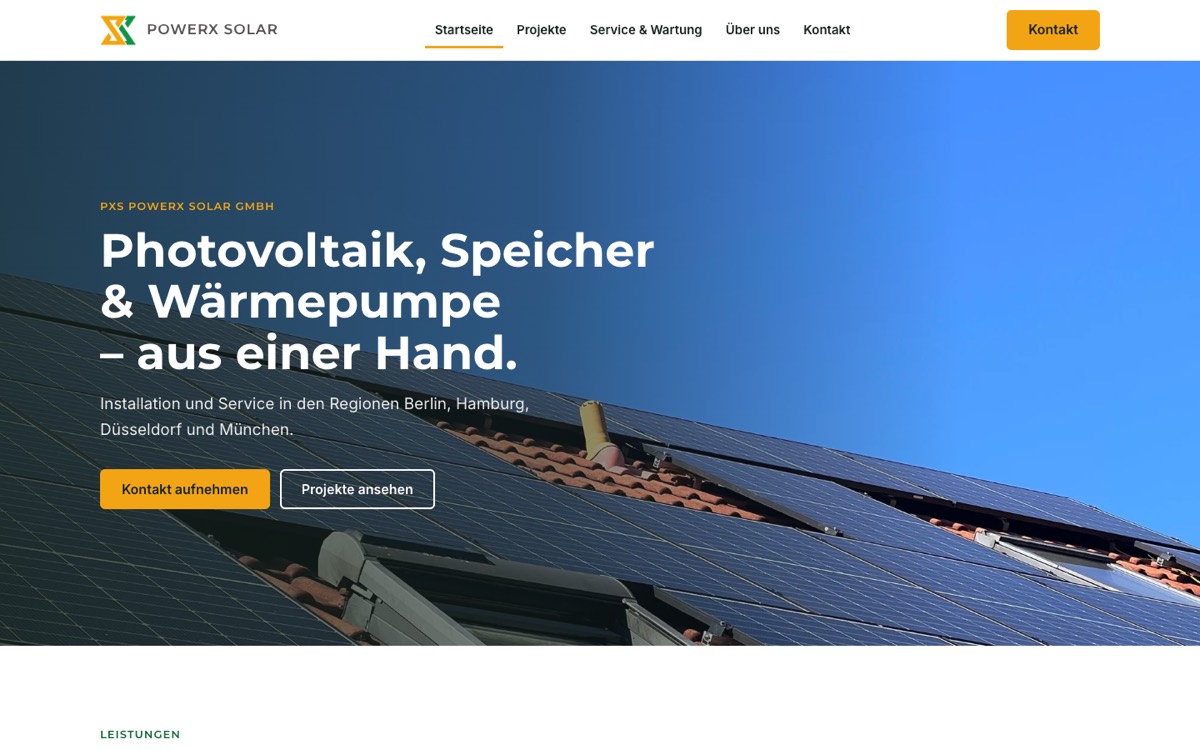 POWERX SOLAR
Startseite
Projekte
Service & Wartung
Über uns
Kontakt
Kontakt
PXS POWERX SOLAR GMBH
Photovoltaik, Speicher
& Wärmepumpe
– aus einer Hand.
Installation und Service in den Regionen Berlin, Hamburg,
Düsseldorf und München.
Kontakt aufnehmen
Projekte ansehen
LEISTUNGEN